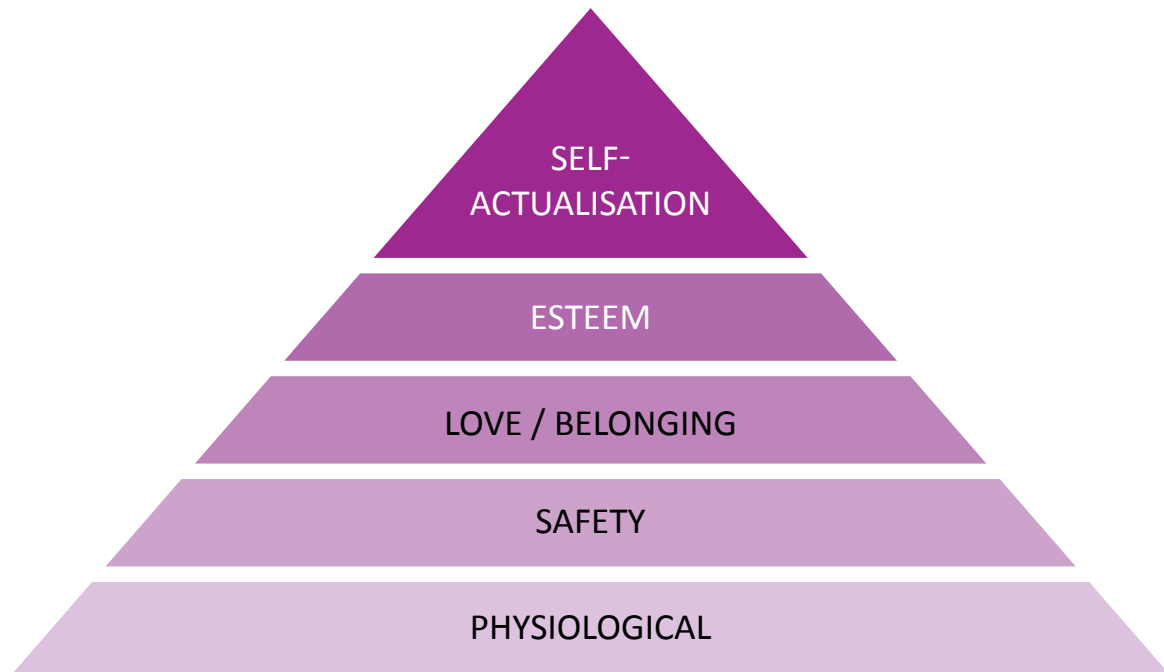 SELF-
ACTUALISATION
ESTEEM
LOVE / BELONGING
SAFETY
PHYSIOLOGICAL